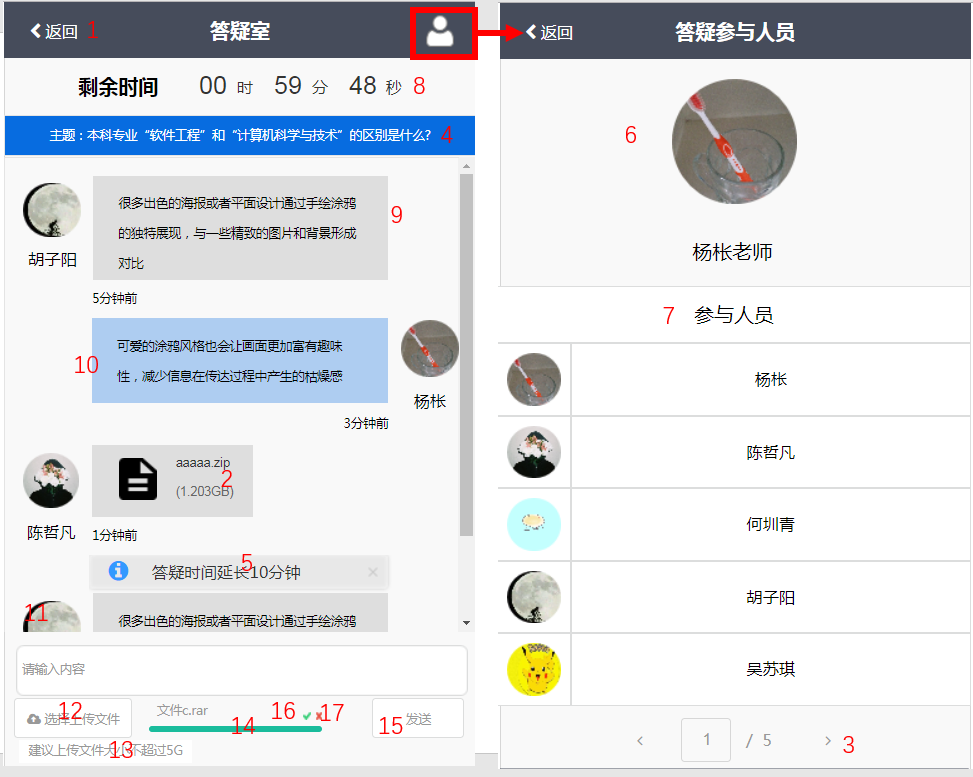 返回 1
答疑室
剩余时间 00 时 59 分 48 秒 8
主题：本科专业“软件工程”和“计算机科学与技术”的区别是什么? 4
胡子阳
很多出色的海报或者平面设计通过手绘涂鸦
的独特展现，与一些精致的图片和背景形成
对比
9
5分钟前
10
可爱的涂鸦风格也会让画面更加富有趣味
性，减少信息在传达过程中产生的枯燥感
杨枨
3分钟前
陈哲凡
aaaaa.zip
2
(1.203GB)
1分钟前
5
答疑时间延长10分钟
11
很多出色的海报或者平面设计通过手绘涂鸦
请输入内容
12
选择上传文件
文件c.rar
14
16
17
15
发送
13
建议上传文件大小不超过5G
返回
答疑参与人员
6
杨枨老师
7 参与人员
杨枨
陈哲凡
何圳青
胡子阳
吴苏琪
1 / 5
3